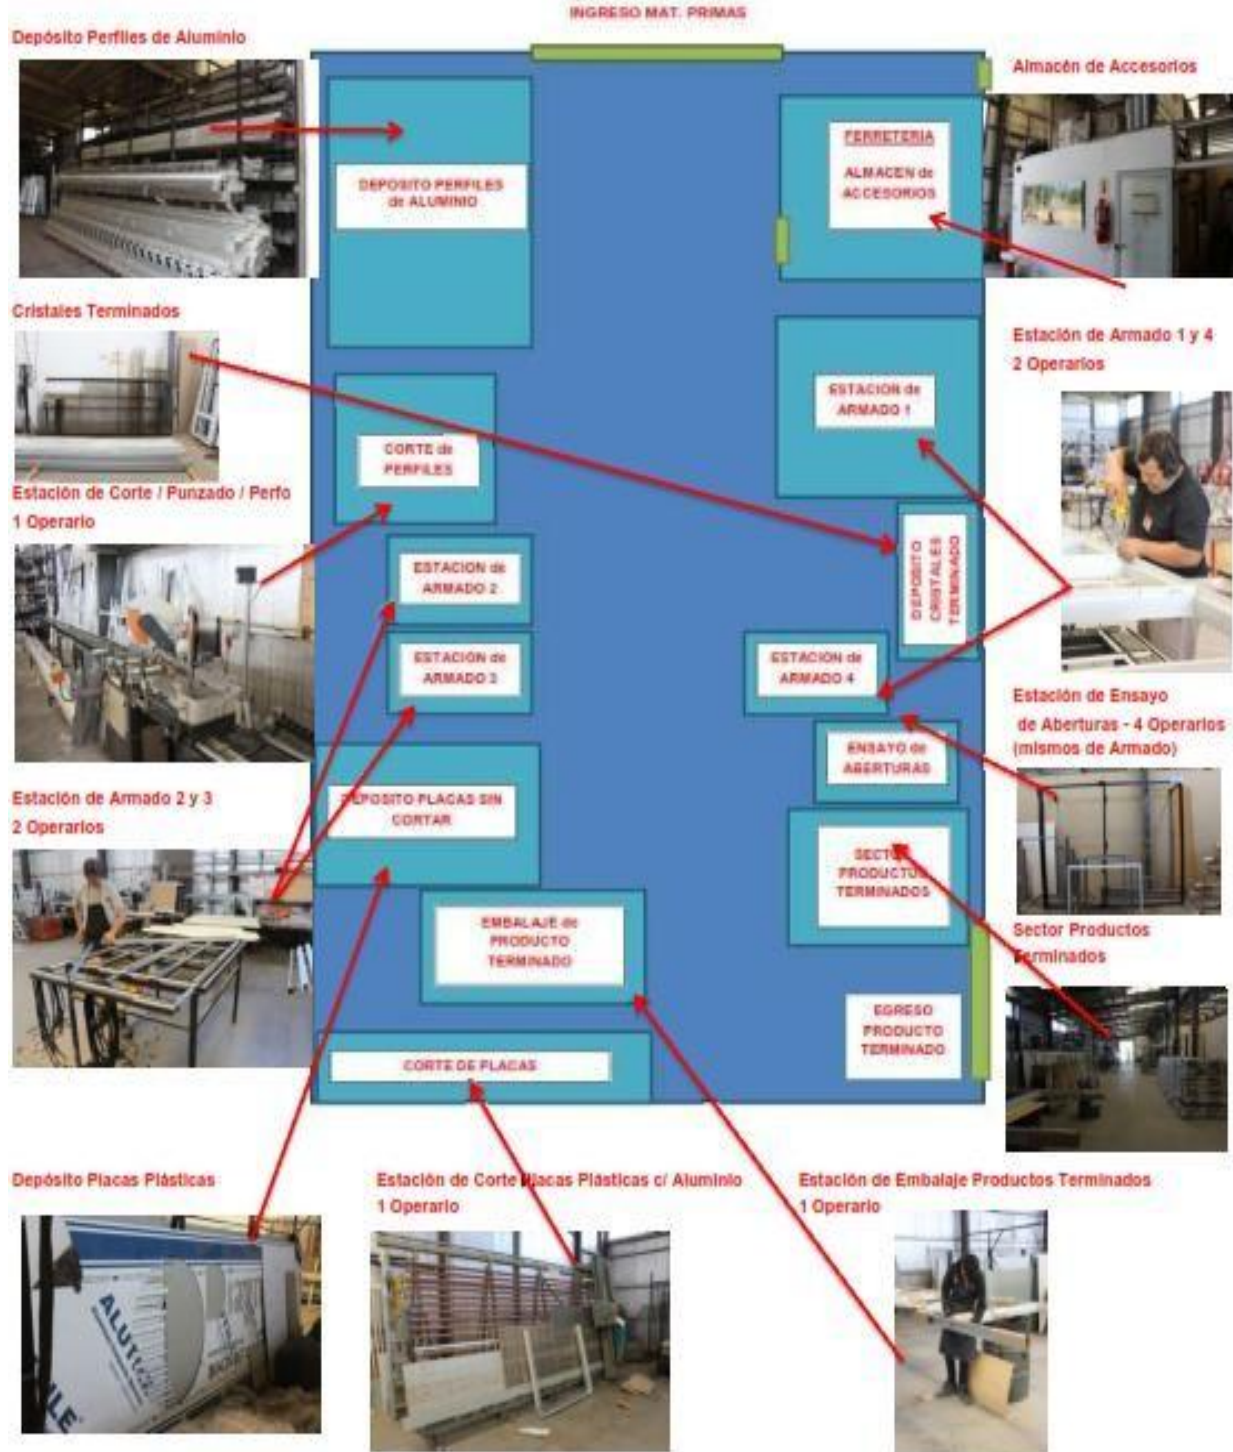 INGRESO MAT. PRIMAS
Depósito Perfiles de Aluminio
Almacén de Accesorios
FERRETERIA
ALMACEN de
ACCESORIOS
DEPOSITO PERFILES
de ALUMINIO
Cristales Terminados
Estación de Armado 1 y 4
2 Operarios
ESTACION de
ARMADO 1
CORTE de
PERFILES
Estación de Corte / Punzado / Perfo
1 Operario
DEPOSITO
CRISTALES
TERMINADO
ESTACION de
ARMADO 2
ESTACION de
ARMADO 3
ESTACION de
ARMADO 4
Estación de Ensayo
de Aberturas - 4 Operarios
(mismos de Armado)
ENSAYO de
ABERTURAS
Estación de Armado 2 y 3
2 Operarios
DEPOSITO PLACAS SIN
CORTAR
SECTOR
PRODUCTOS
TERMINADOS
EMBALAJE de
PRODUCTO
TERMINADO
Sector Productos
Terminados
EGRESO
PRODUCTO
TERMINADO
CORTE DE PLACAS
Depósito Placas Plásticas
Estación de Corte Placas Plásticas c/ Aluminio
1 Operario
Estación de Embalaje Productos Terminados
1 Operario